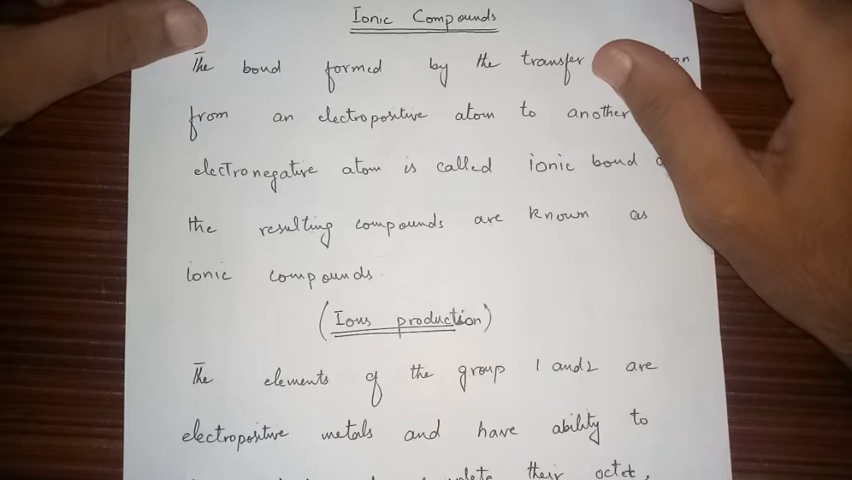 Ionic Compounds
The bond formed by the transfer
from an electropositive atom to another
electronegative atom is called ionic bond
the resulting compounds are known as
ionic compounds.
(Ions production)
The elements of the group 1 and 2 are
electropositive metals and have ability to
their octet,